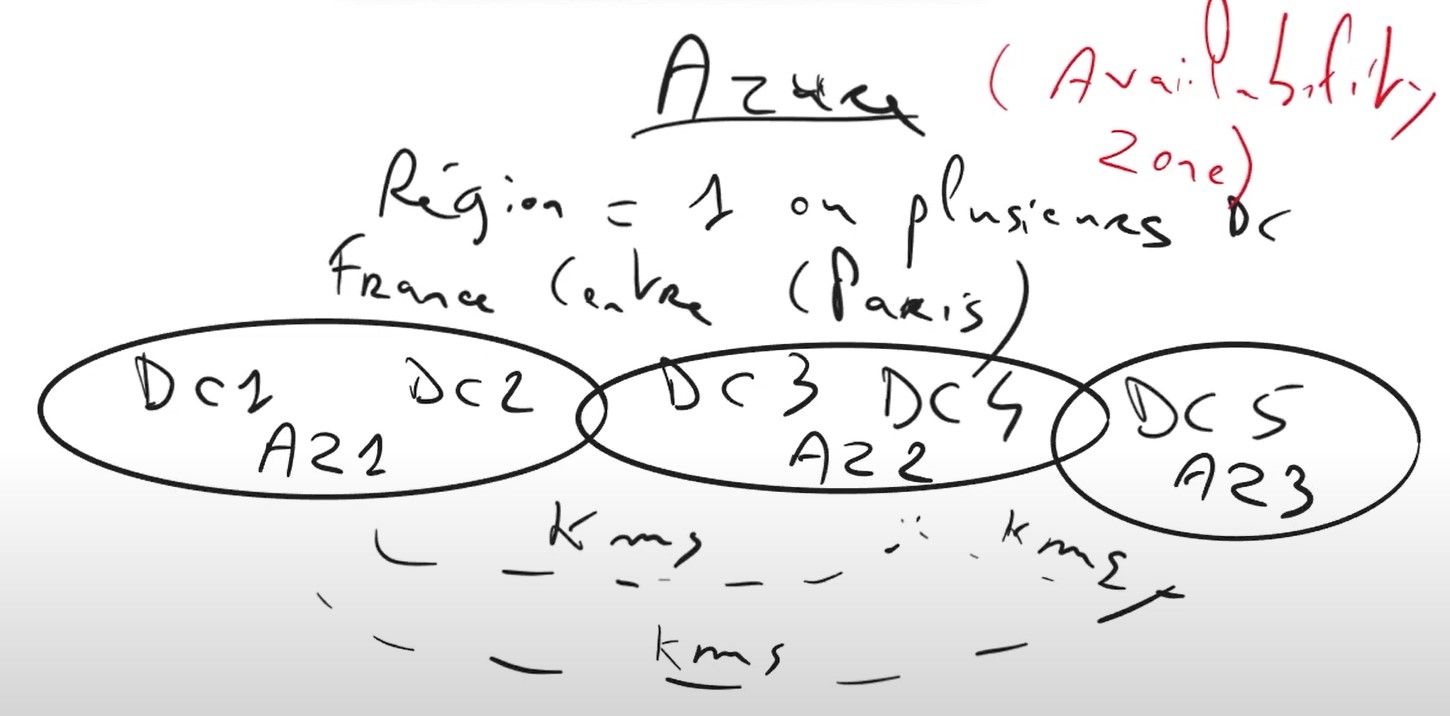 Azure (Availability
Zone)
Région = 1 ou plusieurs DC
France Centre (Paris)
DC1 DC2 DC3 DC4 DC5
AZ1 AZ2 AZ3
Kms kms
kms